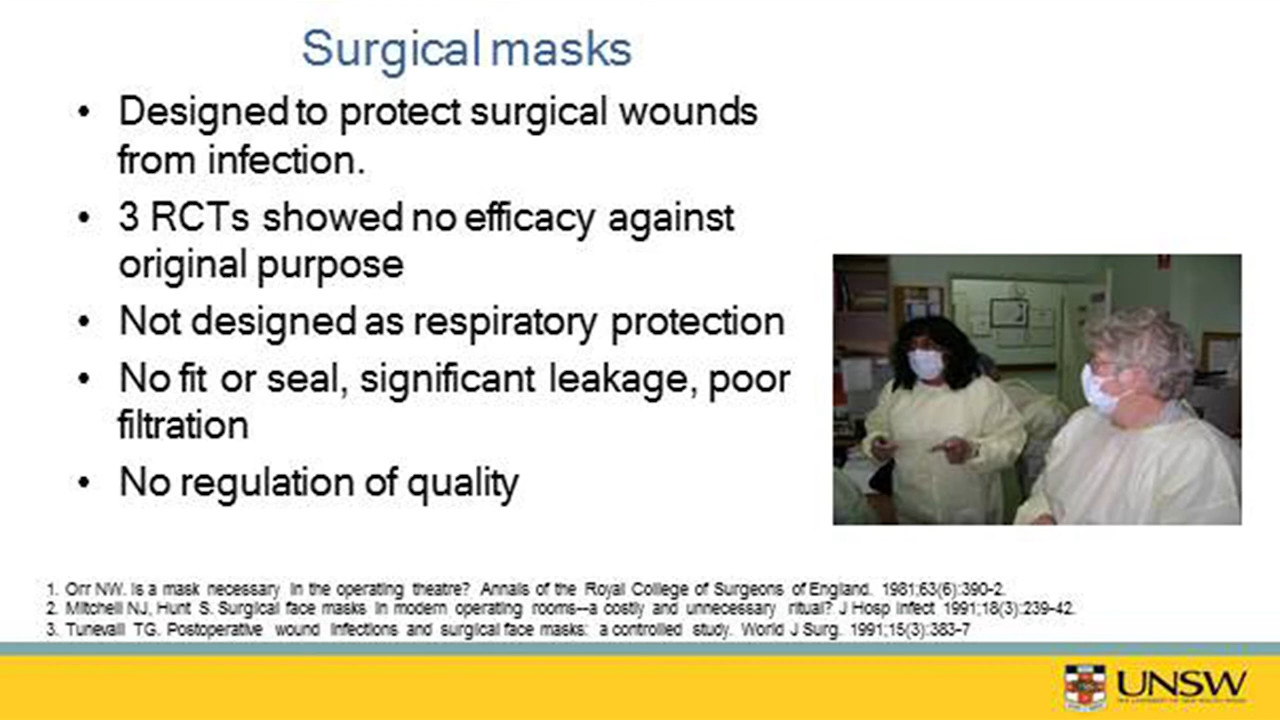 Surgical masks
• Designed to protect surgical wounds
from infection.
• 3 RCTs showed no efficacy against
original purpose
• Not designed as respiratory protection
• No fit or seal, significant leakage, poor
filtration
• No regulation of quality
1. Orr NW. Is a mask necessary in the operating theatre? Annals of the Royal College of Surgeons of England. 1981;63(6):390-2.
2. Mitchell NJ, Hunt S. Surgical face masks in modern operating rooms--a costly and unnecessary ritual? J Hosp Infect 1991;18(3):239-42.
3. Tunevall TG. Postoperative wound infections and surgical face masks: a controlled study. World J Surg. 1991;15(3):383-7
UNSW